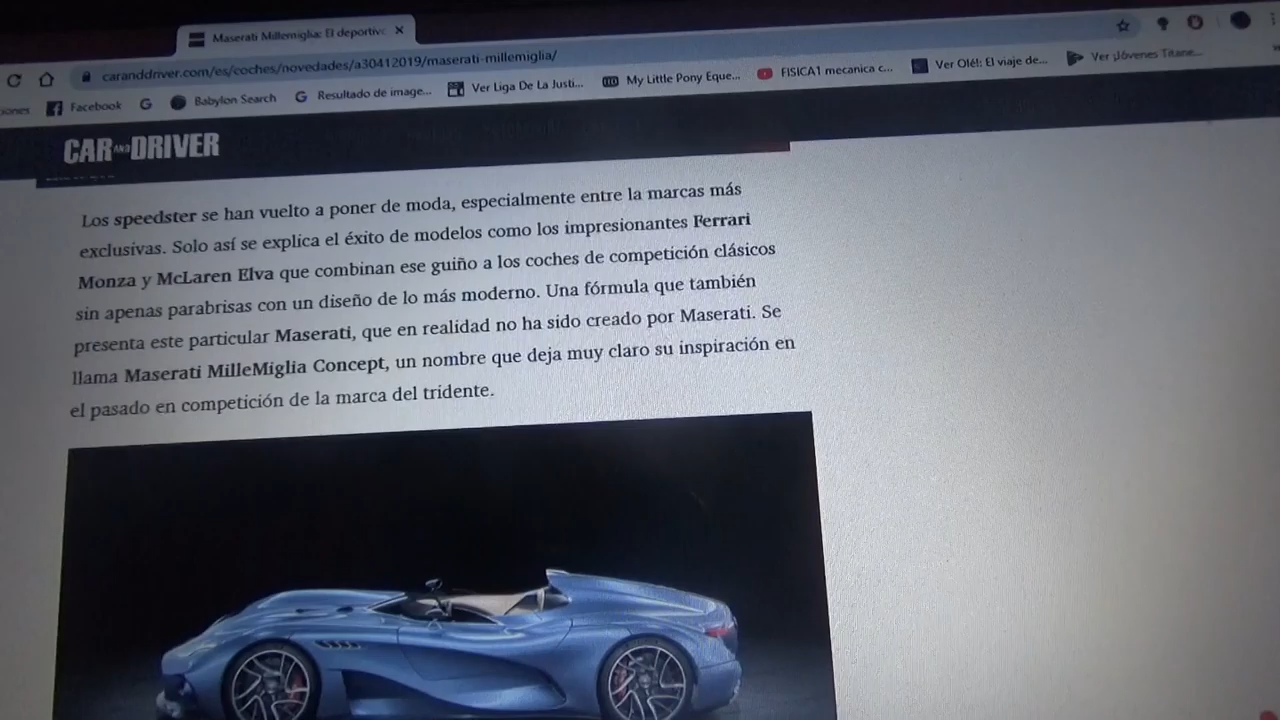 Maserati Millemiglia: El deportivo
caranddriver.com/es/coches/novedades/a30412019/maserati-millemiglia/
iones Facebook Babylon Search Resultado de image... Ver Liga De La Justi... My Little Pony Eque... FISICA1 mecanica c... Ver Olé!: El viaje de... Ver ¡Jóvenes Titane...
CAR AND DRIVER
Los speedster se han vuelto a poner de moda, especialmente entre la marcas más
exclusivas. Solo así se explica el éxito de modelos como los impresionantes Ferrari
Monza y McLaren Elva que combinan ese guiño a los coches de competición clásicos
sin apenas parabrisas con un diseño de lo más moderno. Una fórmula que también
presenta este particular Maserati, que en realidad no ha sido creado por Maserati. Se
llama Maserati MilleMiglia Concept, un nombre que deja muy claro su inspiración en
el pasado en competición de la marca del tridente.